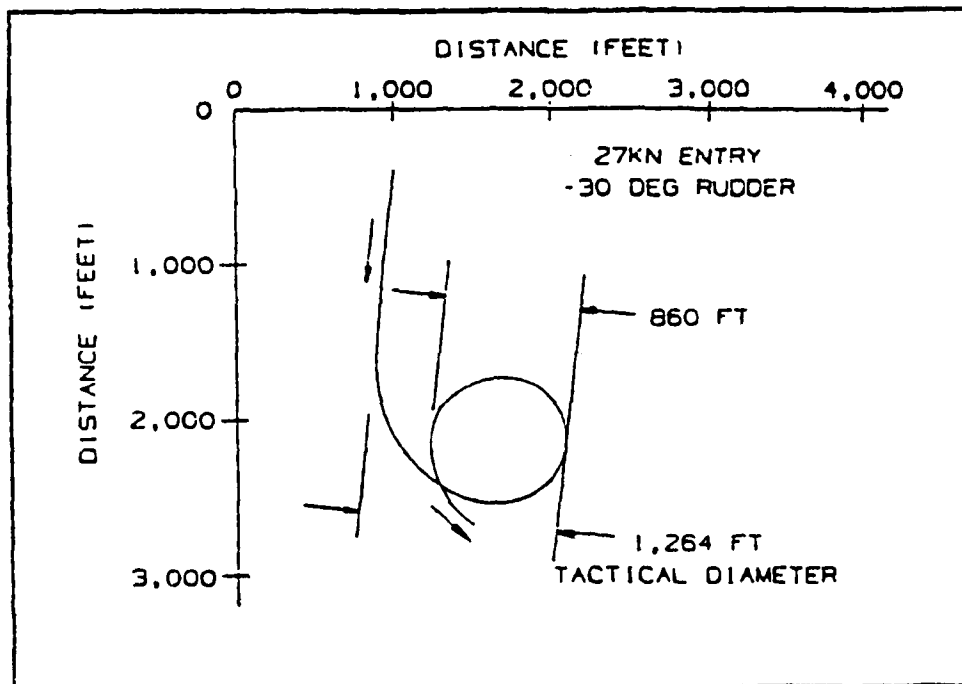 DISTANCE (FEET)
0 1,000 2,000 3,000 4,000
0
27KN ENTRY
-30 DEG RUDDER
DISTANCE (FEET)
1,000
860 FT
2,000
1,264 FT
TACTICAL DIAMETER
3,000